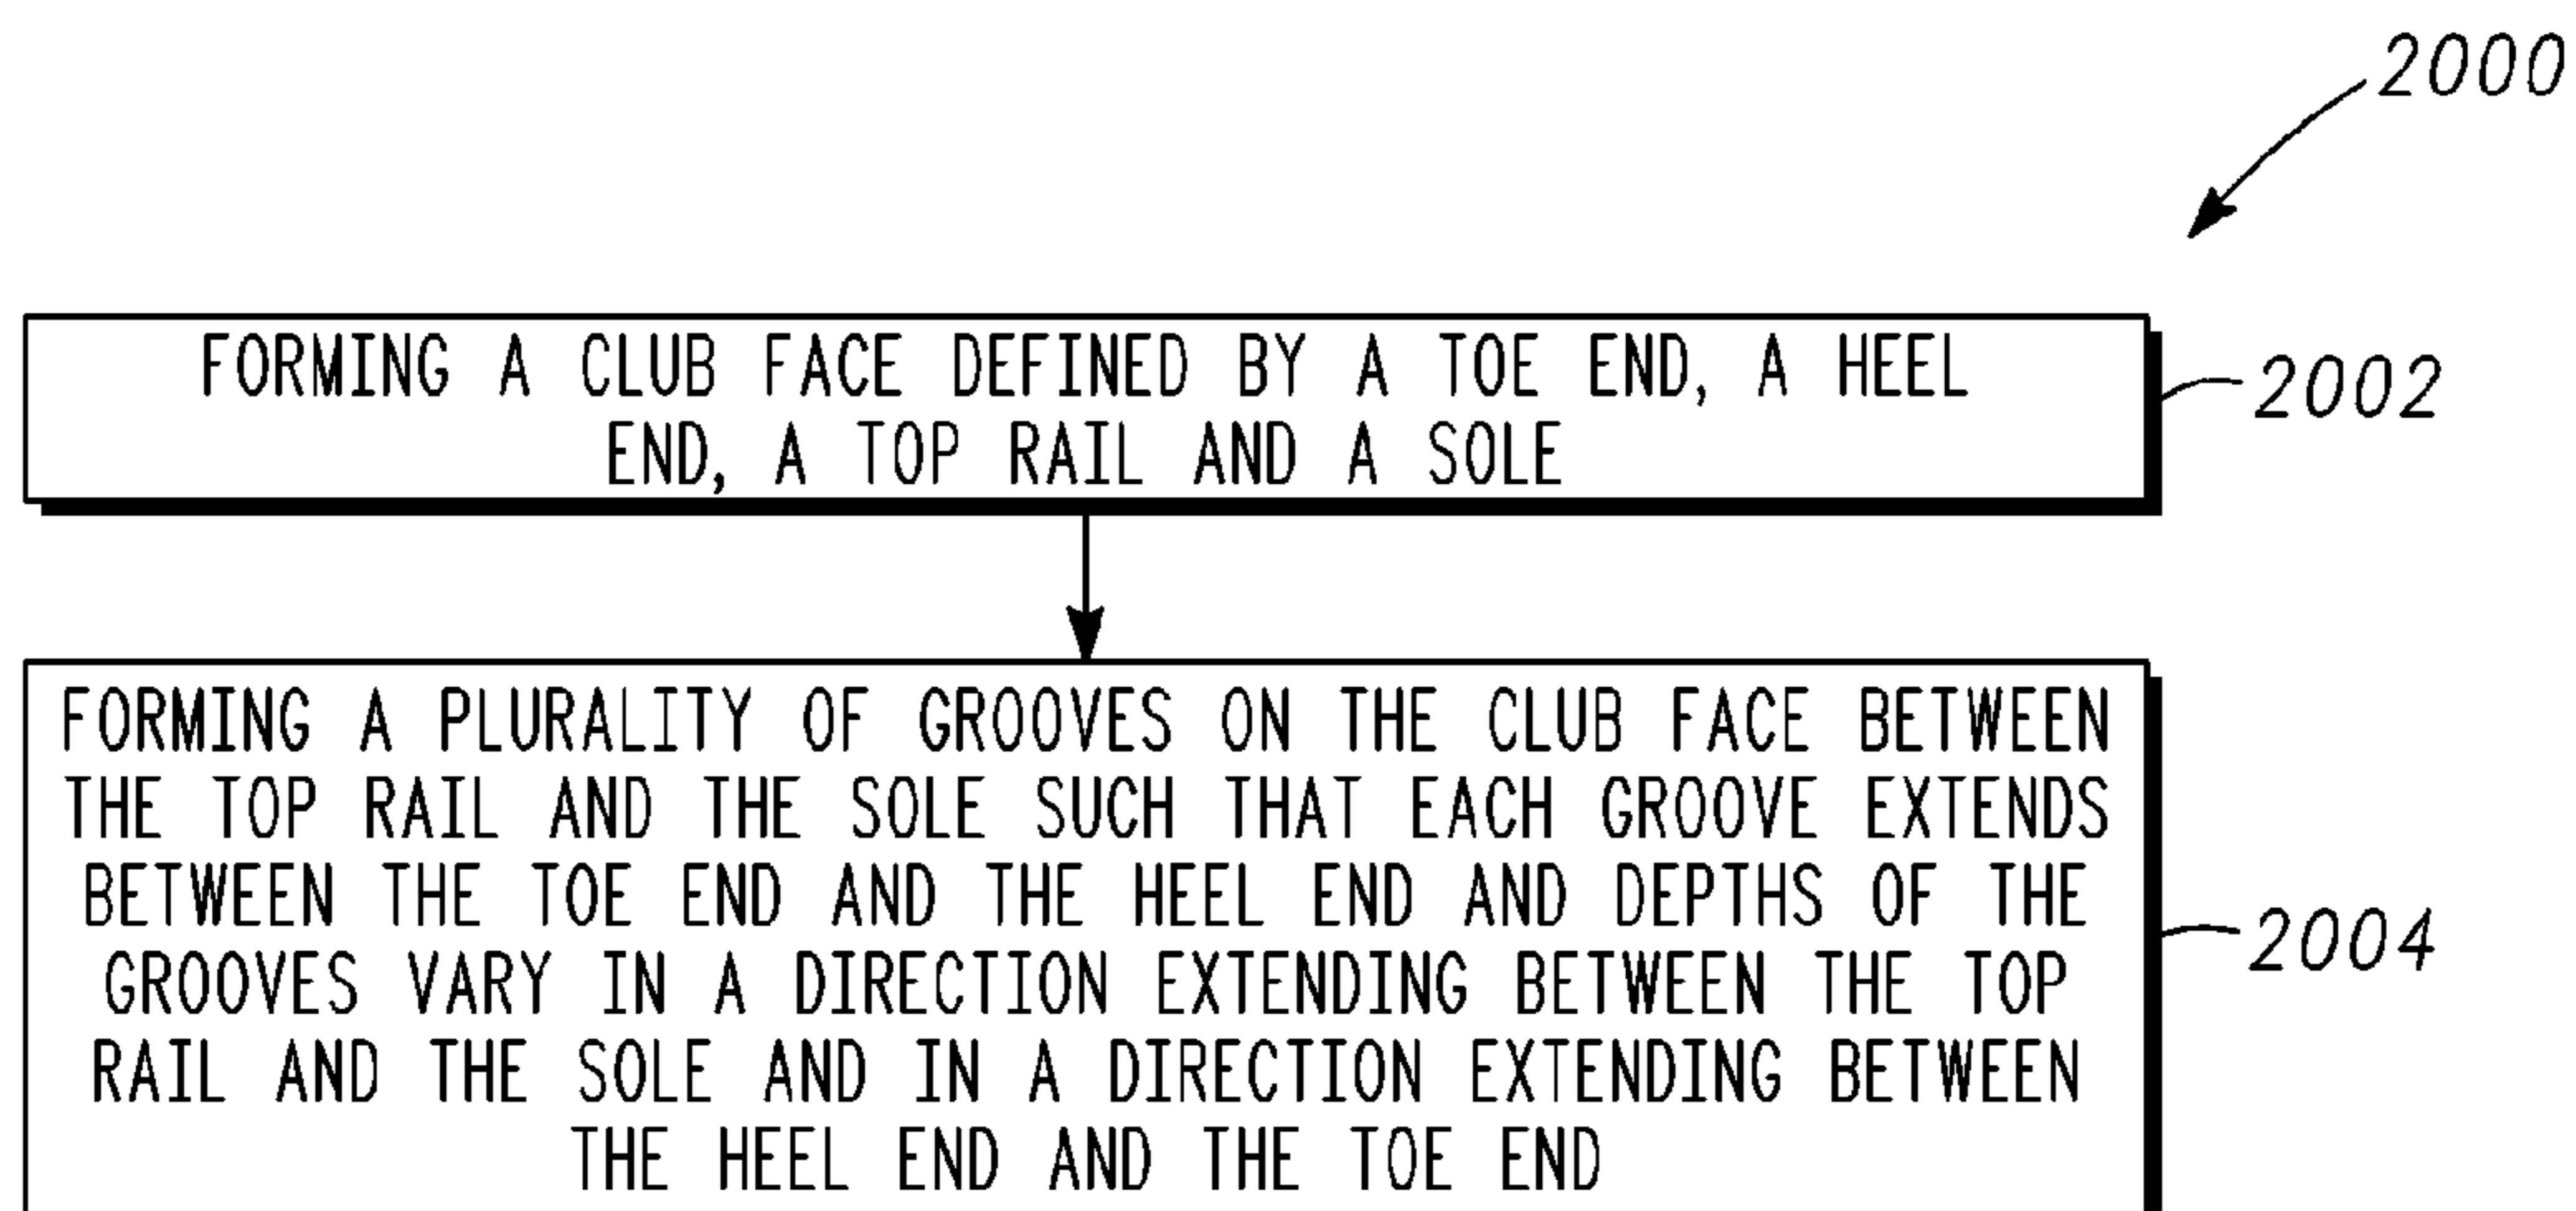 2000
FORMING A CLUB FACE DEFINED BY A TOE END, A HEEL
END, A TOP RAIL AND A SOLE
2002
FORMING A PLURALITY OF GROOVES ON THE CLUB FACE BETWEEN
THE TOP RAIL AND THE SOLE SUCH THAT EACH GROOVE EXTENDS
BETWEEN THE TOE END AND THE HEEL END AND DEPTHS OF THE
GROOVES VARY IN A DIRECTION EXTENDING BETWEEN THE TOP
RAIL AND THE SOLE AND IN A DIRECTION EXTENDING BETWEEN
THE HEEL END AND THE TOE END
2004